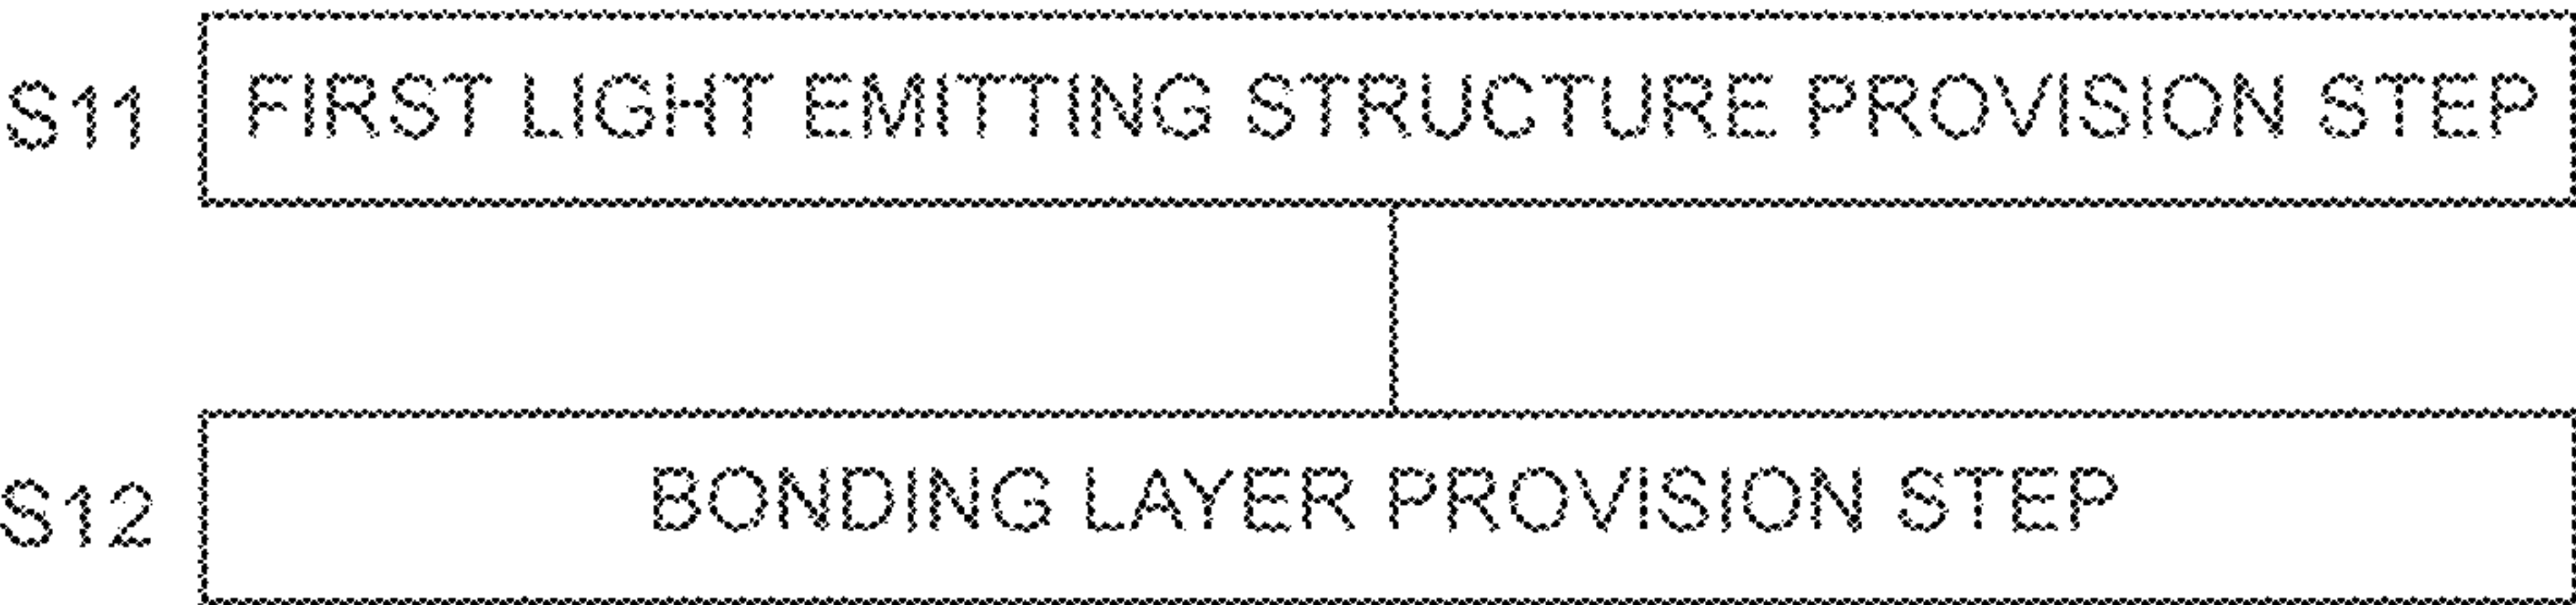 S11 FIRST LIGHT EMITTING STRUCTURE PROVISION STEP
S12 BONDING LAYER PROVISION STEP